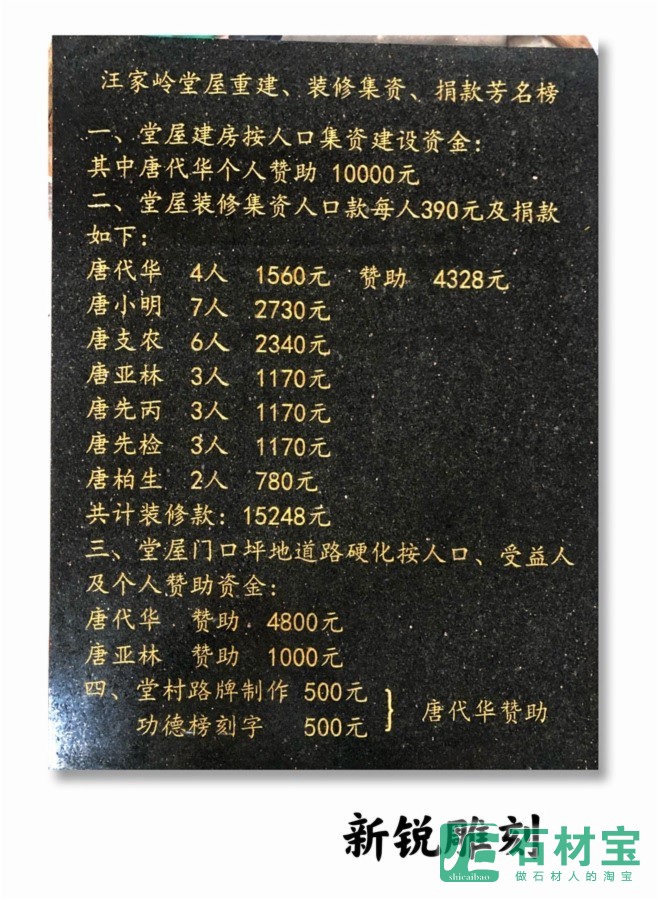 汪家岭堂屋重建、装修集资、捐款芳名榜
一、堂屋建房按人口集资建设资金:
其中唐代华个人赞助 10000元
二、堂屋装修集资人口款每人390元及捐款
如下:
唐代华 4人 1560元 赞助 4328元
唐小明 7人 2730元
唐支农 6人 2340元
唐亚林 3人 1170元
唐先丙 3人 1170元
唐先检 3人 1170元
唐柏生 2人 780元
共计装修款: 15248元
三、堂屋门口坪地道路硬化按人口、受益人
及个人赞助资金:
唐代华 赞助 4800元
唐亚林 赞助 1000元
四、堂村路牌制作 500元
功德榜刻字 500元
唐代华赞助
新锐雕刻
石材宝
shicaibao
做石材人的淘宝